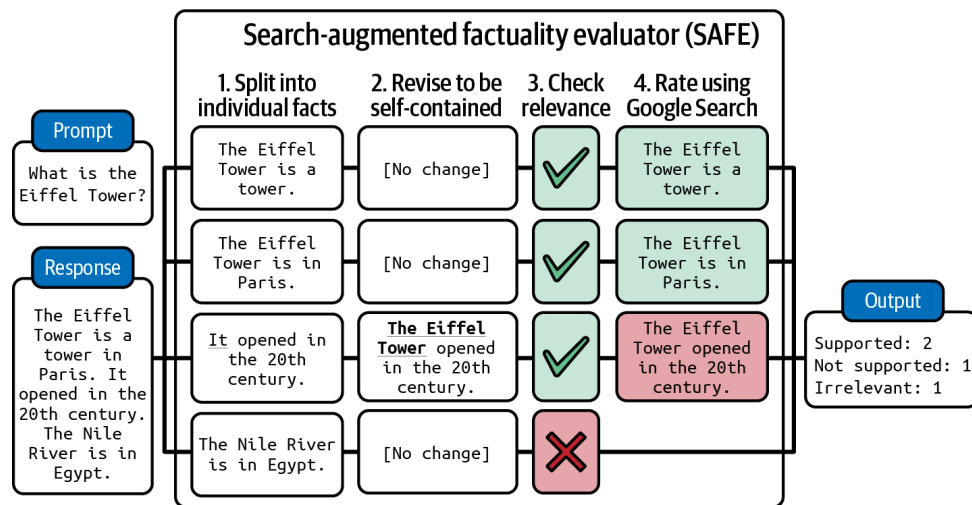 Search-augmented factuality evaluator (SAFE)
1. Split into
individual facts
2. Revise to be
self-contained
3. Check
relevance
4. Rate using
Google Search
Prompt
What is the
Eiffel Tower?
Response
The Eiffel
Tower is a
tower in
Paris. It
opened in the
20th century.
The Nile
River is in
Egypt.
The Eiffel
Tower is a
tower.
[No change]
The Eiffel
Tower is a
tower.
The Eiffel
Tower is in
Paris.
[No change]
The Eiffel
Tower is in
Paris.
It opened in
the 20th
century.
The Eiffel
Tower opened
in the 20th
century.
The Eiffel
Tower opened
in the 20th
century.
The Nile River
is in Egypt.
[No change]
Output
Supported: 2
Not supported: 1
Irrelevant: 1